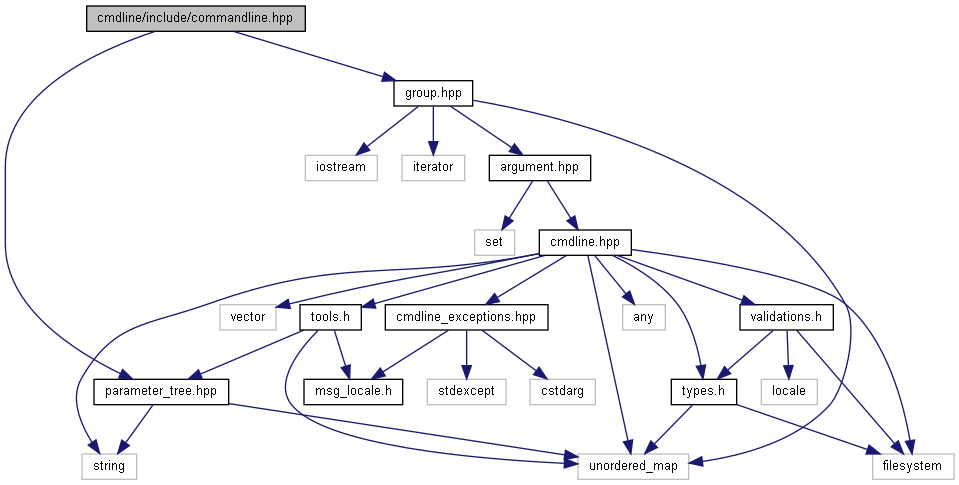 cmdline/include/commandline.hpp
group.hpp
iostream
iterator
argument.hpp
set
cmdline.hpp
vector
tools.h
cmdline_exceptions.hpp
any
validations.h
parameter_tree.hpp
msg_locale.h
stdexcept
cstdarg
types.h
locale
string
unordered_map
filesystem